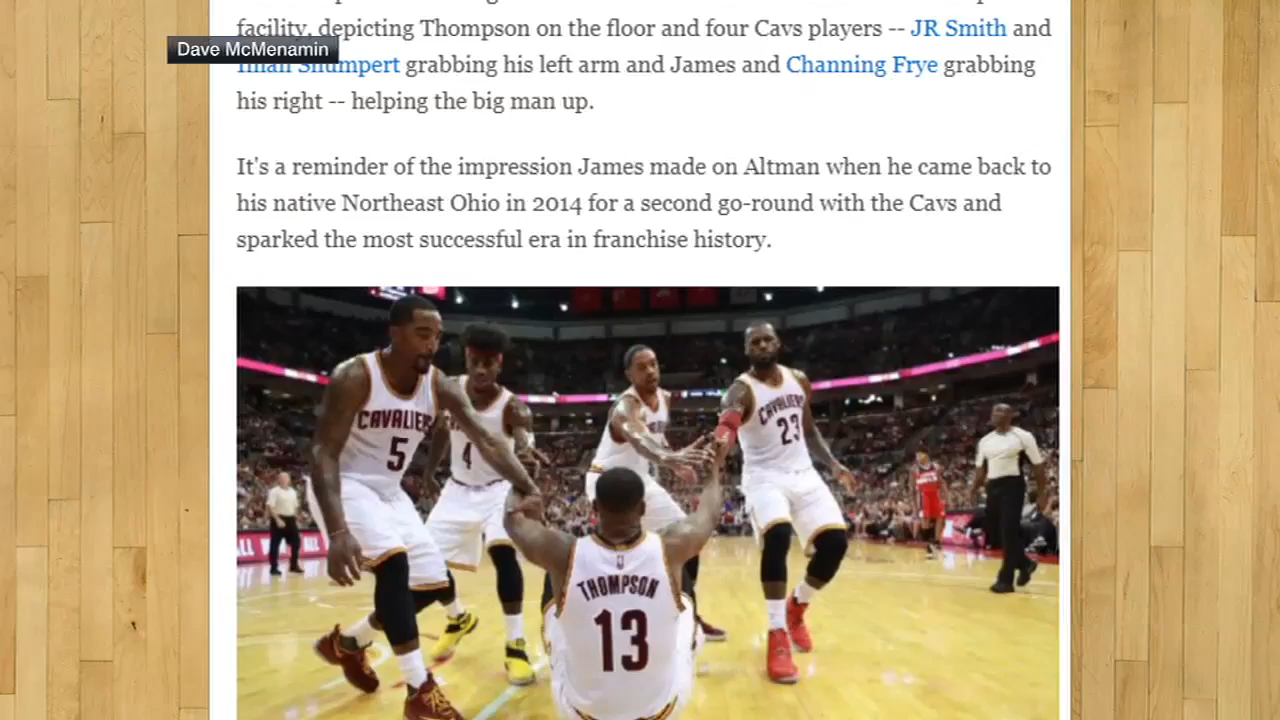 facility, depicting Thompson on the floor and four Cavs players -- JR Smith and
Dave McMenamin
Iman Shumpert grabbing his left arm and James and Channing Frye grabbing
his right -- helping the big man up.
It's a reminder of the impression James made on Altman when he came back to
his native Northeast Ohio in 2014 for a second go-round with the Cavs and
sparked the most successful era in franchise history.
CAVALIERS
5
4
CAVALIERS
23
THOMPSON
13